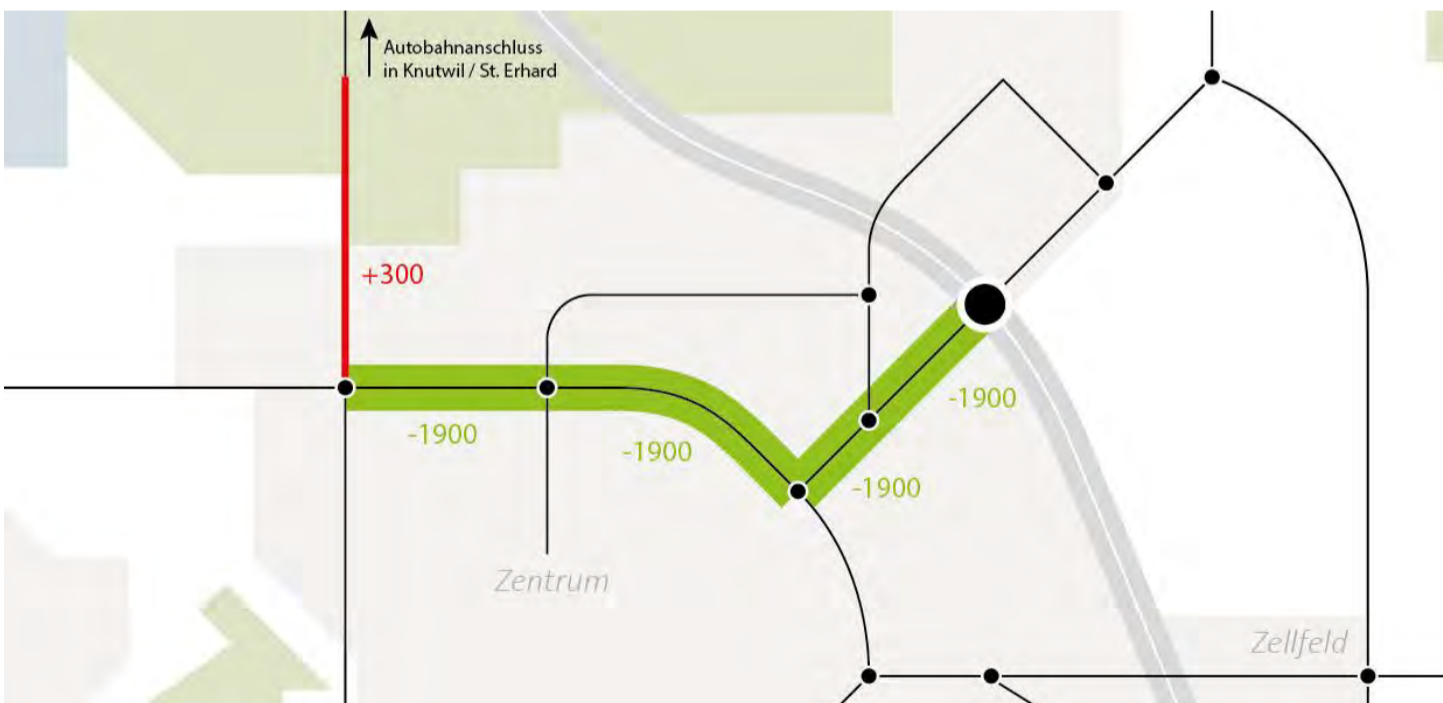 Autobahnanschluss
in Knutwil / St. Erhard
+300
-1900
-1900
-1900
-1900
Zentrum
Zellfeld